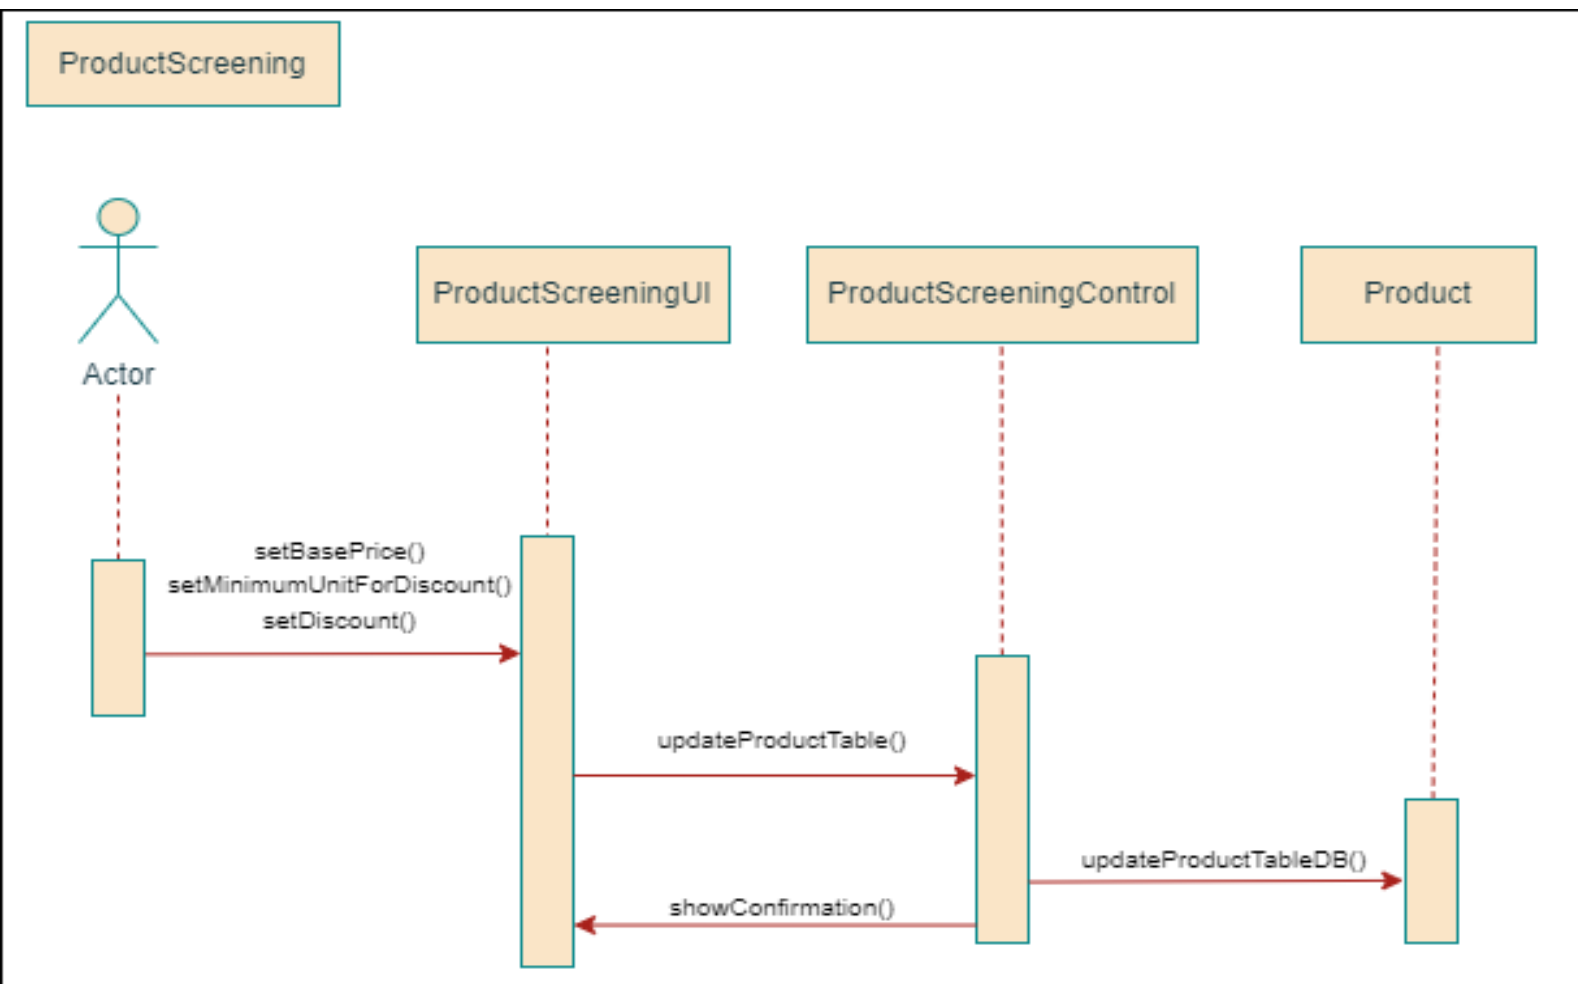 ProductScreening
ProductScreeningUI
ProductScreeningControl
Product
Actor
setBasePrice()
setMinimumUnitForDiscount()
setDiscount()
updateProductTable()
updateProductTableDB()
showConfirmation()